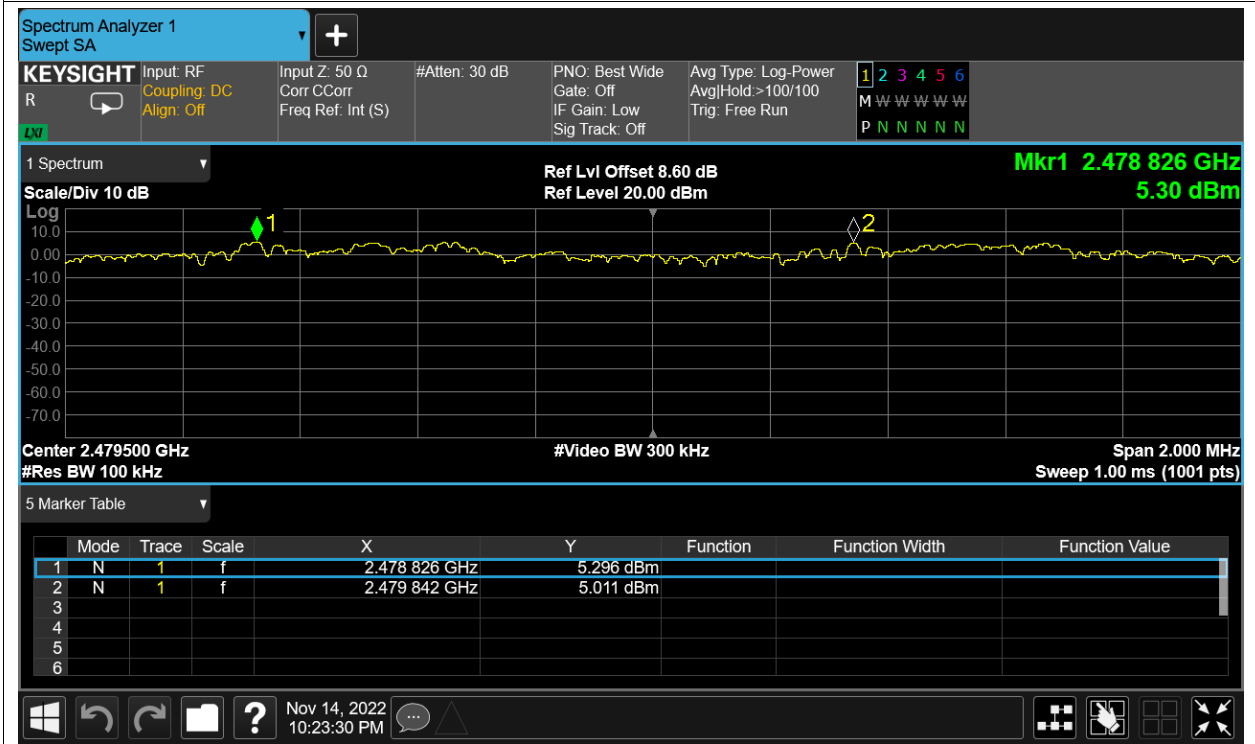 Spectrum Analyzer 1
Swept SA
+
KEYSIGHT Input: RF Input Z: 50 Ω #Atten: 30 dB PNO: Best Wide Avg Type: Log-Power 1 2 3 4 5 6
R Coupling: DC Corr CCorr Gate: Off Avg|Hold:>100/100 M W W W W W
Align: Off Freq Ref: Int (S) IF Gain: Low Trig: Free Run
LXI Sig Track: Off P N N N N N
1 Spectrum Ref Lvl Offset 8.60 dB Mkr1 2.478 826 GHz
Scale/Div 10 dB Ref Level 20.00 dBm 5.30 dBm
Log
1 2
10.0
0.00
-10.0
-20.0
-30.0
-40.0
-50.0
-60.0
-70.0
Center 2.479500 GHz #Video BW 300 kHz Span 2.000 MHz
#Res BW 100 kHz Sweep 1.00 ms (1001 pts)
5 Marker Table
Mode Trace Scale X Y Function Function Width Function Value
1 N 1 f 2.478 826 GHz 5.296 dBm
2 N 1 f 2.479 842 GHz 5.011 dBm
3
4
5
6
? Nov 14, 2022
10:23:30 PM